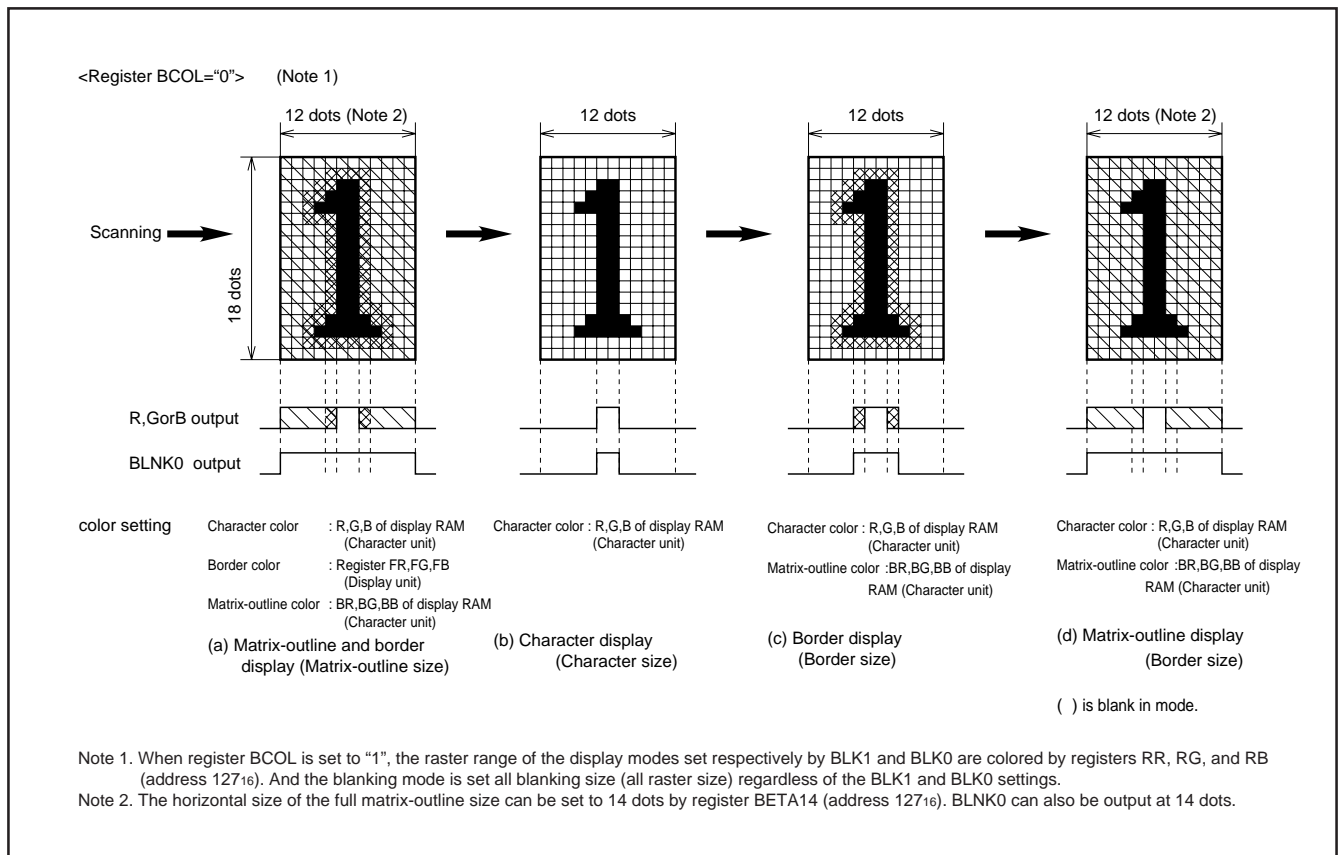 <Register BCOL=“0”> (Note 1)
12 dots (Note 2) 12 dots 12 dots 12 dots (Note 2)
Scanning
18 dots
R,GorB output
BLNK0 output
color setting
Character color : R,G,B of display RAM
(Character unit)
Border color : Register FR,FG,FB
(Display unit)
Matrix-outline color : BR,BG,BB of display RAM
(Character unit)
(a) Matrix-outline and border
display (Matrix-outline size)
Character color : R,G,B of display RAM
(Character unit)
(b) Character display
(Character size)
Character color : R,G,B of display RAM
(Character unit)
Matrix-outline color : BR,BG,BB of display
RAM (Character unit)
(c) Border display
(Border size)
Character color : R,G,B of display RAM
(Character unit)
Matrix-outline color :BR,BG,BB of display
RAM (Character unit)
(d) Matrix-outline display
(Border size)
( ) is blank in mode.
Note 1. When register BCOL is set to “1”, the raster range of the display modes set respectively by BLK1 and BLK0 are colored by registers RR, RG, and RB
(address 12716). And the blanking mode is set all blanking size (all raster size) regardless of the BLK1 and BLK0 settings.
Note 2. The horizontal size of the full matrix-outline size can be set to 14 dots by register BETA14 (address 12716). BLNK0 can also be output at 14 dots.